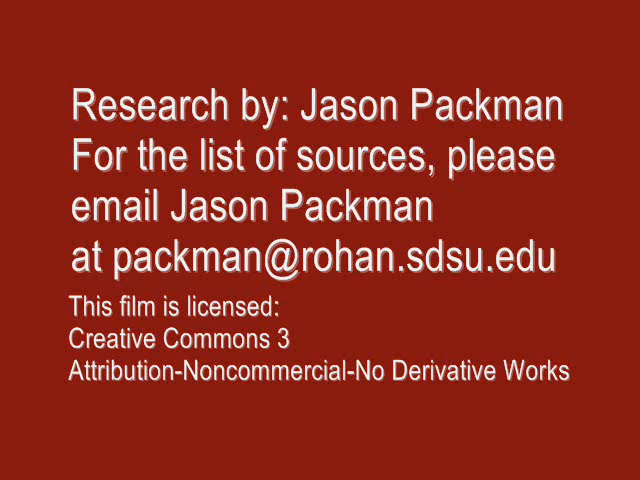 Research by: Jason Packman
For the list of sources, please
email Jason Packman
at packman@rohan.sdsu.edu
This film is licensed:
Creative Commons 3
Attribution-Noncommercial-No Derivative Works